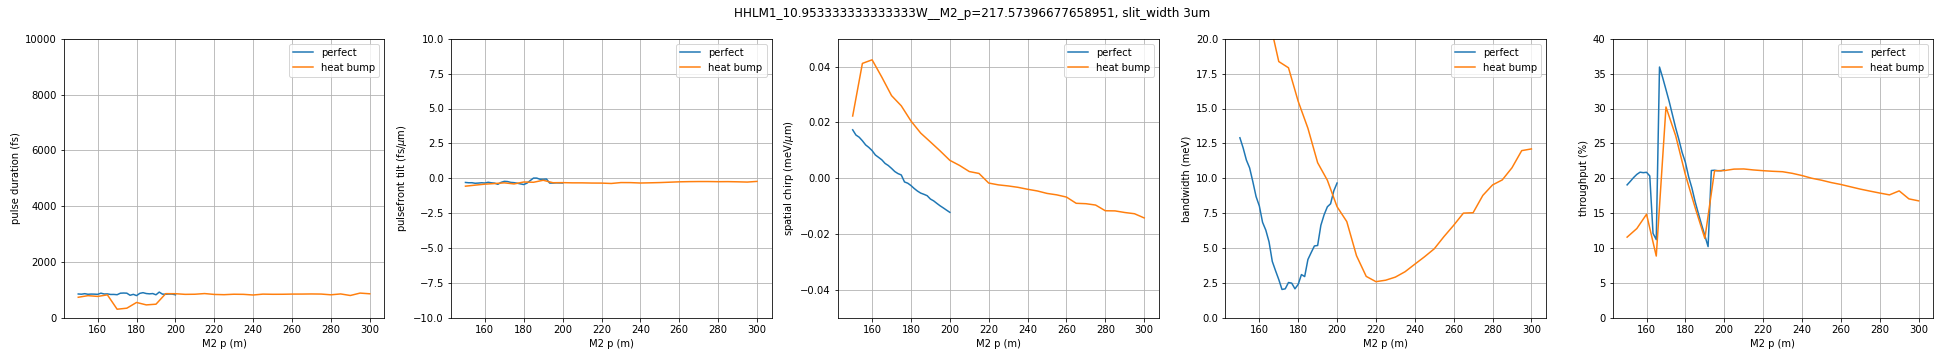 HHLM1_10.953333333333333W__M2_p=217.57396677658951, slit_width 3um
pulse duration (fs)
10000
8000
6000
4000
2000
0
160 180 200 220 240 260 280 300
M2 p (m)
perfect
heat bump
pulsefront tilt (fs/μm)
10.0
7.5
5.0
2.5
0.0
−2.5
−5.0
−7.5
−10.0
160 180 200 220 240 260 280 300
M2 p (m)
perfect
heat bump
spatial chirp (meV/μm)
0.04
0.02
0.00
−0.02
−0.04
160 180 200 220 240 260 280 300
M2 p (m)
perfect
heat bump
bandwidth (meV)
20.0
17.5
15.0
12.5
10.0
7.5
5.0
2.5
0.0
160 180 200 220 240 260 280 300
M2 p (m)
perfect
heat bump
throughput (%)
40
35
30
25
20
15
10
5
0
160 180 200 220 240 260 280 300
M2 p (m)
perfect
heat bump